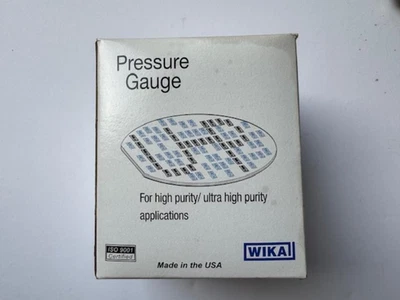 Pressure
Gauge
For high purity/ ultra high purity
applications
ISO 9001
Certified
WIKA
Made in the USA